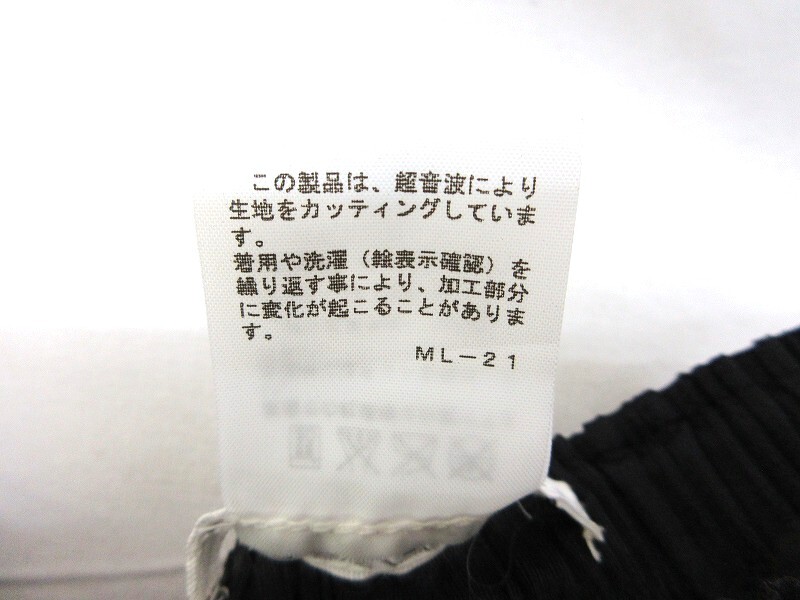 この製品は、超音波により
生地をカッティングしていま
す。
着用や洗濯（絵表示確認）を
繰り返す事により、加工部分
に変化が起こることがありま
す。
ML-21